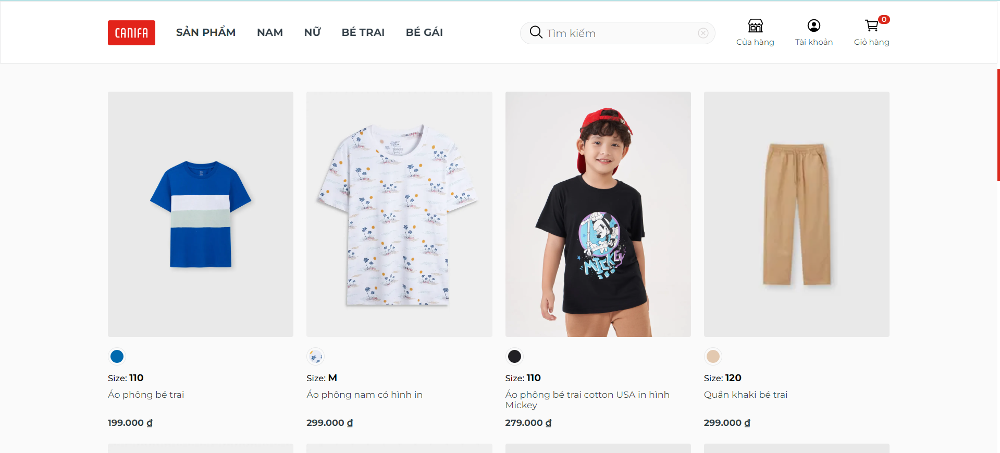 CANIFA
SẢN PHẨM
NAM
NỮ
BÉ TRAI
BÉ GÁI
Tìm kiếm
Cửa hàng
Tài khoản
0
Giỏ hàng
MICKEY
Size: 110
Áo phông bé trai
199.000 ₫
Size: M
Áo phông nam có hình in
299.000 ₫
Size: 110
Áo phông bé trai cotton USA in hình
Mickey
279.000 ₫
Size: 120
Quần khaki bé trai
299.000 ₫